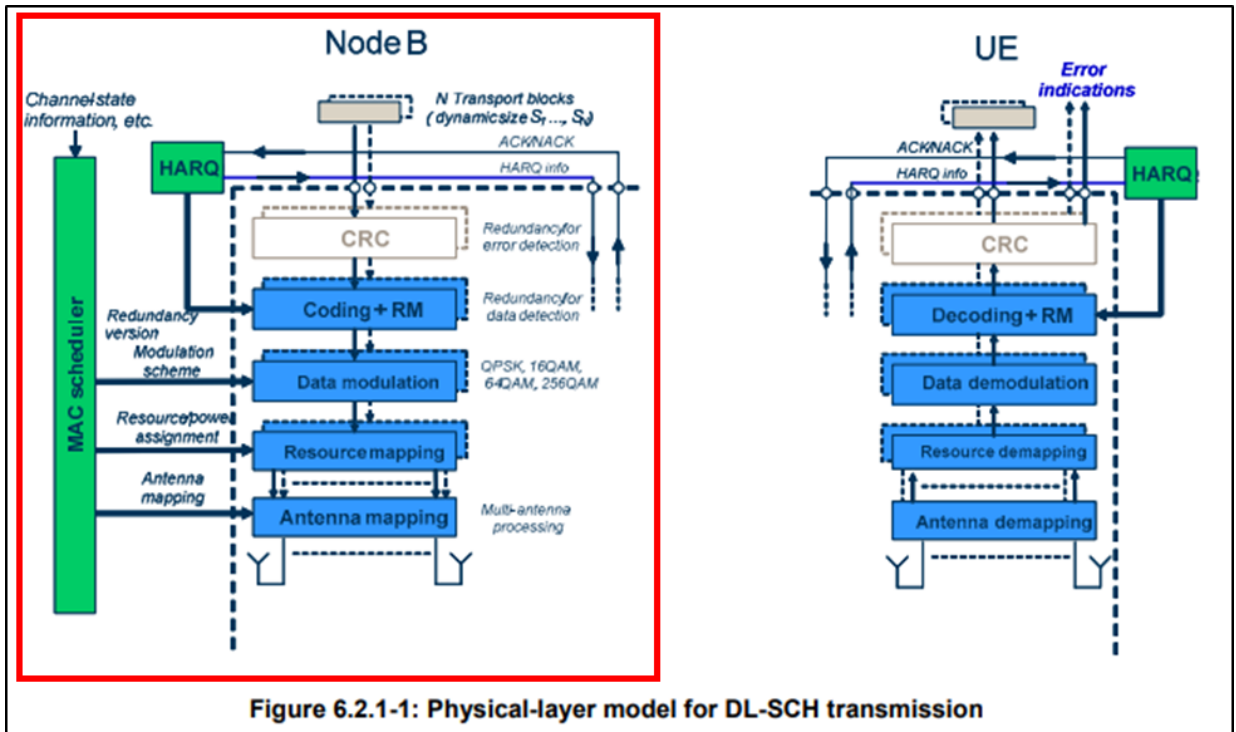 Node B
Channel-state
information, etc.
N Transport blocks
(dynamic size S1 ..., SN)
ACK/NACK
HARQ
HARQ info
CRC
Redundancy for
error detection
Coding + RM
Redundancy for
data detection
Redundancy
version
Modulation
scheme
Data modulation
QPSK, 16QAM,
64QAM, 256QAM
MAC scheduler
Resource/power
assignment
Resource mapping
Antenna
mapping
Antenna mapping
Multi-antenna
processing
UE
Error
indications
ACK/NACK
HARQ info
HARQ
CRC
Decoding + RM
Data demodulation
Resource demapping
Antenna demapping
Figure 6.2.1-1: Physical-layer model for DL-SCH transmission